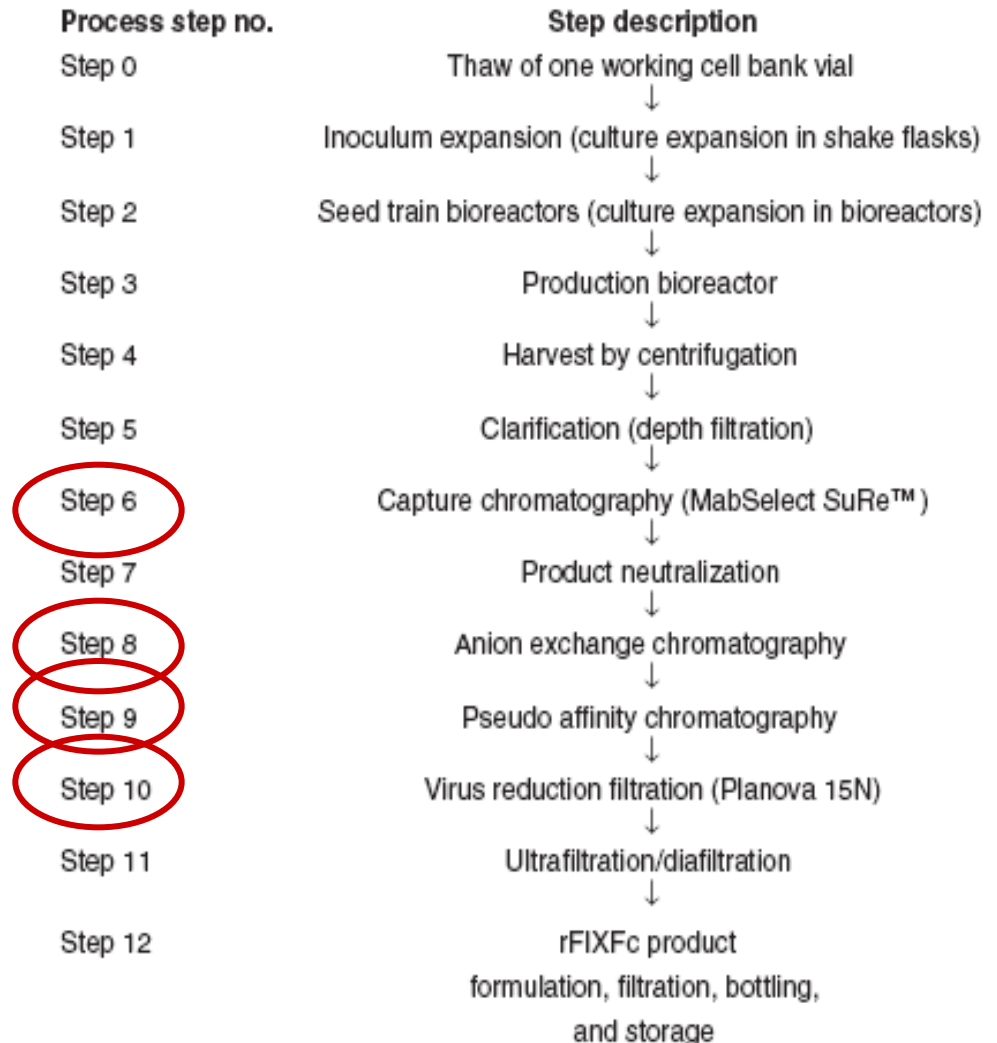 Process step no. Step description
Step 0 Thaw of one working cell bank vial
↓
Step 1 Inoculum expansion (culture expansion in shake flasks)
↓
Step 2 Seed train bioreactors (culture expansion in bioreactors)
↓
Step 3 Production bioreactor
↓
Step 4 Harvest by centrifugation
↓
Step 5 Clarification (depth filtration)
↓
Step 6 Capture chromatography (MabSelect SuRe™ )
↓
Step 7 Product neutralization
↓
Step 8 Anion exchange chromatography
↓
Step 9 Pseudo affinity chromatography
↓
Step 10 Virus reduction filtration (Planova 15N)
↓
Step 11 Ultrafiltration/diafiltration
↓
Step 12 rFIXFc product
formulation, filtration, bottling,
and storage